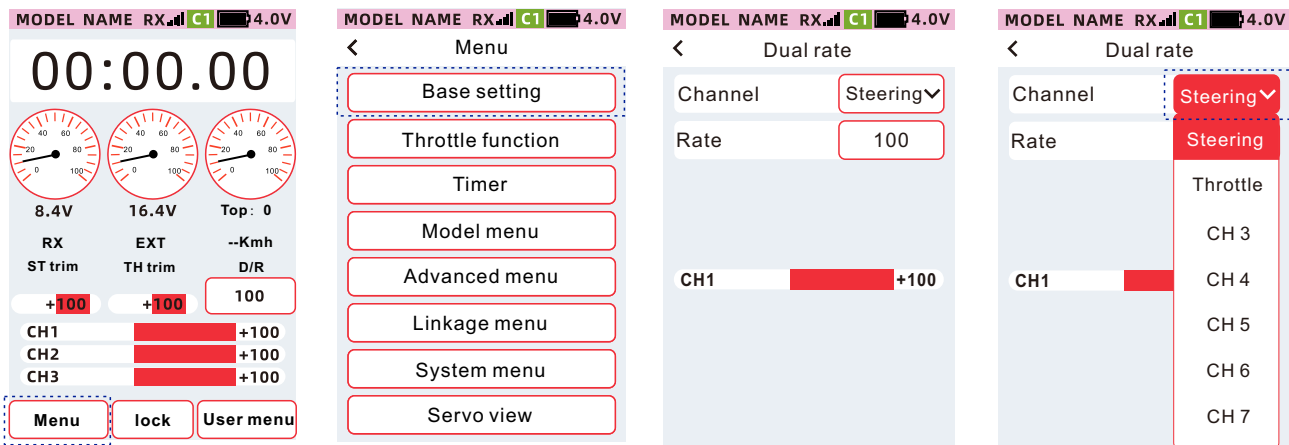 MODEL NAME RX C1 4.0V
00:00.00
0 20 40 60 80 100
0 20 40 60 80 100
0 20 40 60 80 100
8.4V 16.4V Top: 0
RX EXT --Kmh
ST trim TH trim D/R
+100 +100 100
CH1 +100
CH2 +100
CH3 +100
Menu lock User menu
MODEL NAME RX C1 4.0V
Menu
Base setting
Throttle function
Timer
Model menu
Advanced menu
Linkage menu
System menu
Servo view
MODEL NAME RX C1 4.0V
Dual rate
Channel Steering
Rate 100
CH1 +100
MODEL NAME RX C1 4.0V
Dual rate
Channel Steering
Rate Steering
Throttle
CH 3
CH1 CH 4
CH 5
CH 6
CH 7